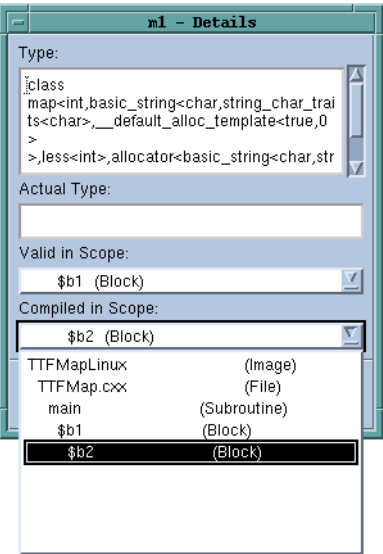 m1 - Details
Type:
class
map<int,basic_string<char,string_char_trai
ts<char>,__default_alloc_template<true,0
>
>,less<int>,allocator<basic_string<char,str
Actual Type:
Valid in Scope:
$b1 (Block)
Compiled in Scope:
$b2 (Block)
TTFMapLinux (Image)
TTFMap.cxx (File)
main (Subroutine)
$b1 (Block)
$b2 (Block)